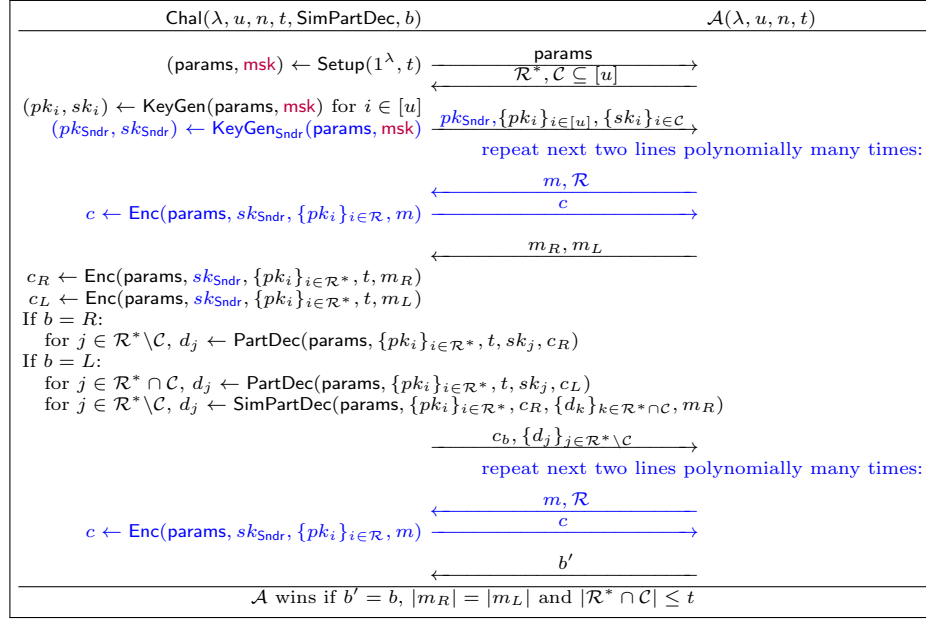 Chal(λ, u, n, t, SimPartDec, b) 𝒜(λ, u, n, t)
(params, msk) ← Setup(1^λ, t) params
ℛ*, 𝒞 ⊆ [u]
(pk_i, sk_i) ← KeyGen(params, msk) for i ∈ [u]
(pk_Sndr, sk_Sndr) ← KeyGen_Sndr(params, msk) pk_Sndr, {pk_i}_{i∈[u]}, {sk_i}_{i∈𝒞}
repeat next two lines polynomially many times:
m, ℛ
c ← Enc(params, sk_Sndr, {pk_i}_{i∈ℛ}, m) c
m_R, m_L
c_R ← Enc(params, sk_Sndr, {pk_i}_{i∈ℛ*}, t, m_R)
c_L ← Enc(params, sk_Sndr, {pk_i}_{i∈ℛ*}, t, m_L)
If b = R:
for j ∈ ℛ*\𝒞, d_j ← PartDec(params, {pk_i}_{i∈ℛ*}, t, sk_j, c_R)
If b = L:
for j ∈ ℛ* ∩ 𝒞, d_j ← PartDec(params, {pk_i}_{i∈ℛ*}, t, sk_j, c_L)
for j ∈ ℛ*\𝒞, d_j ← SimPartDec(params, {pk_i}_{i∈ℛ*}, c_R, {d_k}_{k∈ℛ*∩𝒞}, m_R)
c_b, {d_j}_{j∈ℛ*\𝒞}
repeat next two lines polynomially many times:
m, ℛ
c ← Enc(params, sk_Sndr, {pk_i}_{i∈ℛ}, m) c
b′
𝒜 wins if b′ = b, |m_R| = |m_L| and |ℛ* ∩ 𝒞| ≤ t